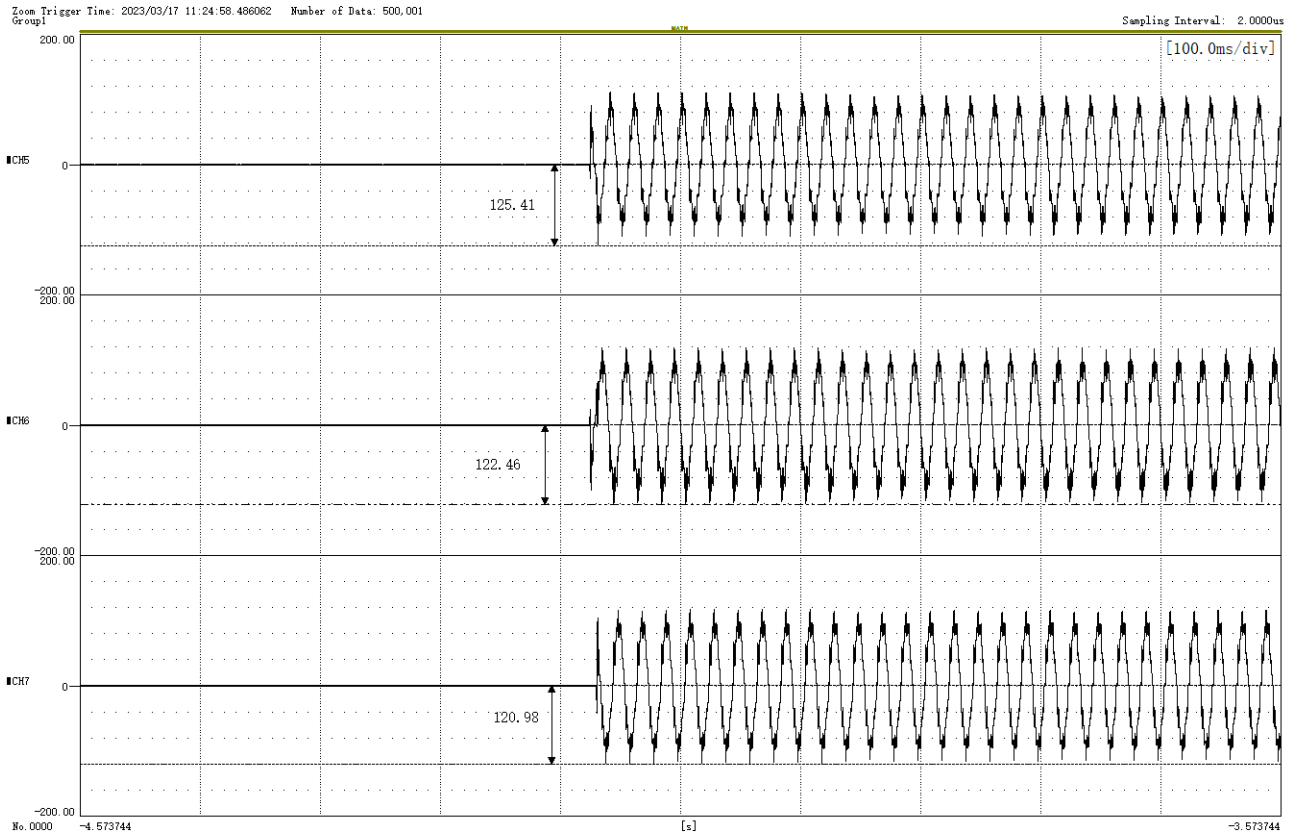 Zoom Trigger Time: 2023/03/17 11:24:58.486062 Number of Data: 500,001
Group1
Sampling Interval: 2.0000us
MATH
200.00
[100.0ms/div]
CH5
0
125.41
-200.00
200.00
CH6
0
122.46
-200.00
200.00
CH7
0
120.98
-200.00
No.0000
-4.573744
[s]
-3.573744